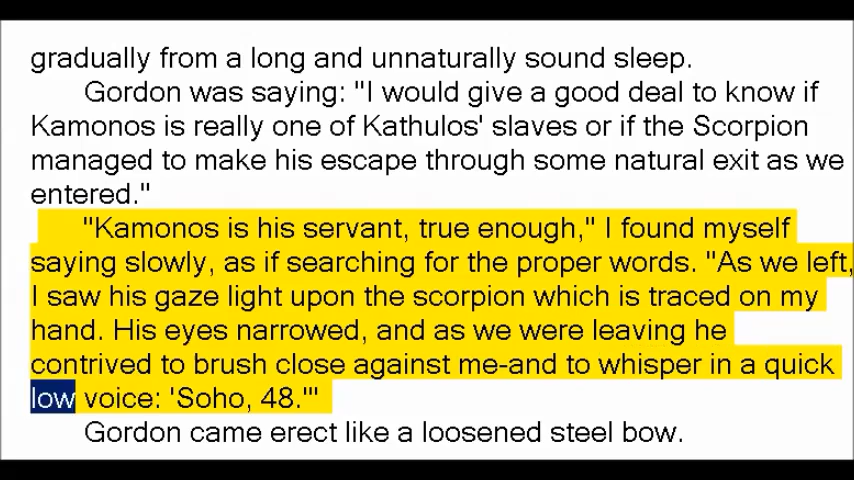 gradually from a long and unnaturally sound sleep.
Gordon was saying: "I would give a good deal to know if
Kamonos is really one of Kathulos' slaves or if the Scorpion
managed to make his escape through some natural exit as we
entered."
"Kamonos is his servant, true enough," I found myself
saying slowly, as if searching for the proper words. "As we left,
I saw his gaze light upon the scorpion which is traced on my
hand. His eyes narrowed, and as we were leaving he
contrived to brush close against me-and to whisper in a quick
low voice: 'Soho, 48.'"
Gordon came erect like a loosened steel bow.